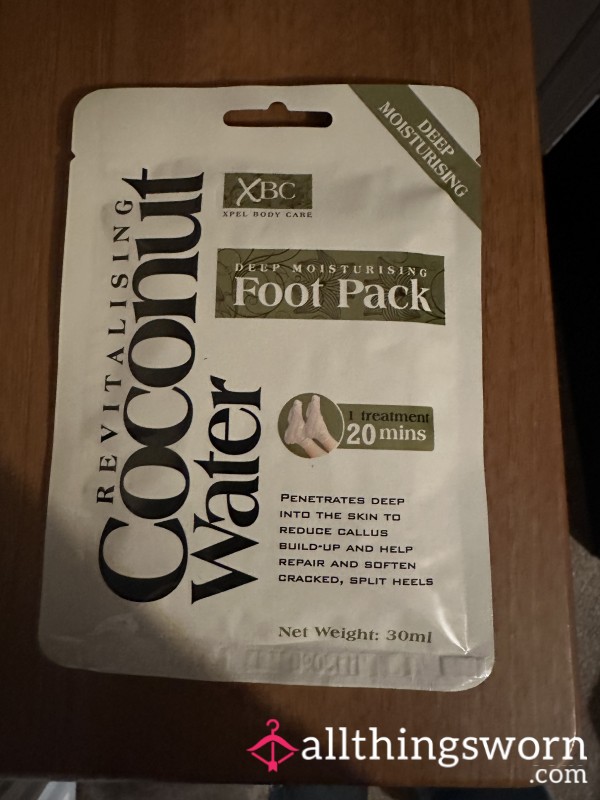 DEEP
MOISTURISING
XBC
XPEL BODY CARE
REVITALISING
Coconut
Water
DEEP MOISTURISING
Foot Pack
1 treatment
20 mins
PENETRATES DEEP
INTO THE SKIN TO
REDUCE CALLUS
BUILD-UP AND HELP
REPAIR AND SOFTEN
CRACKED, SPLIT HEELS
Net Weight: 30ml
allthingsworn
.com